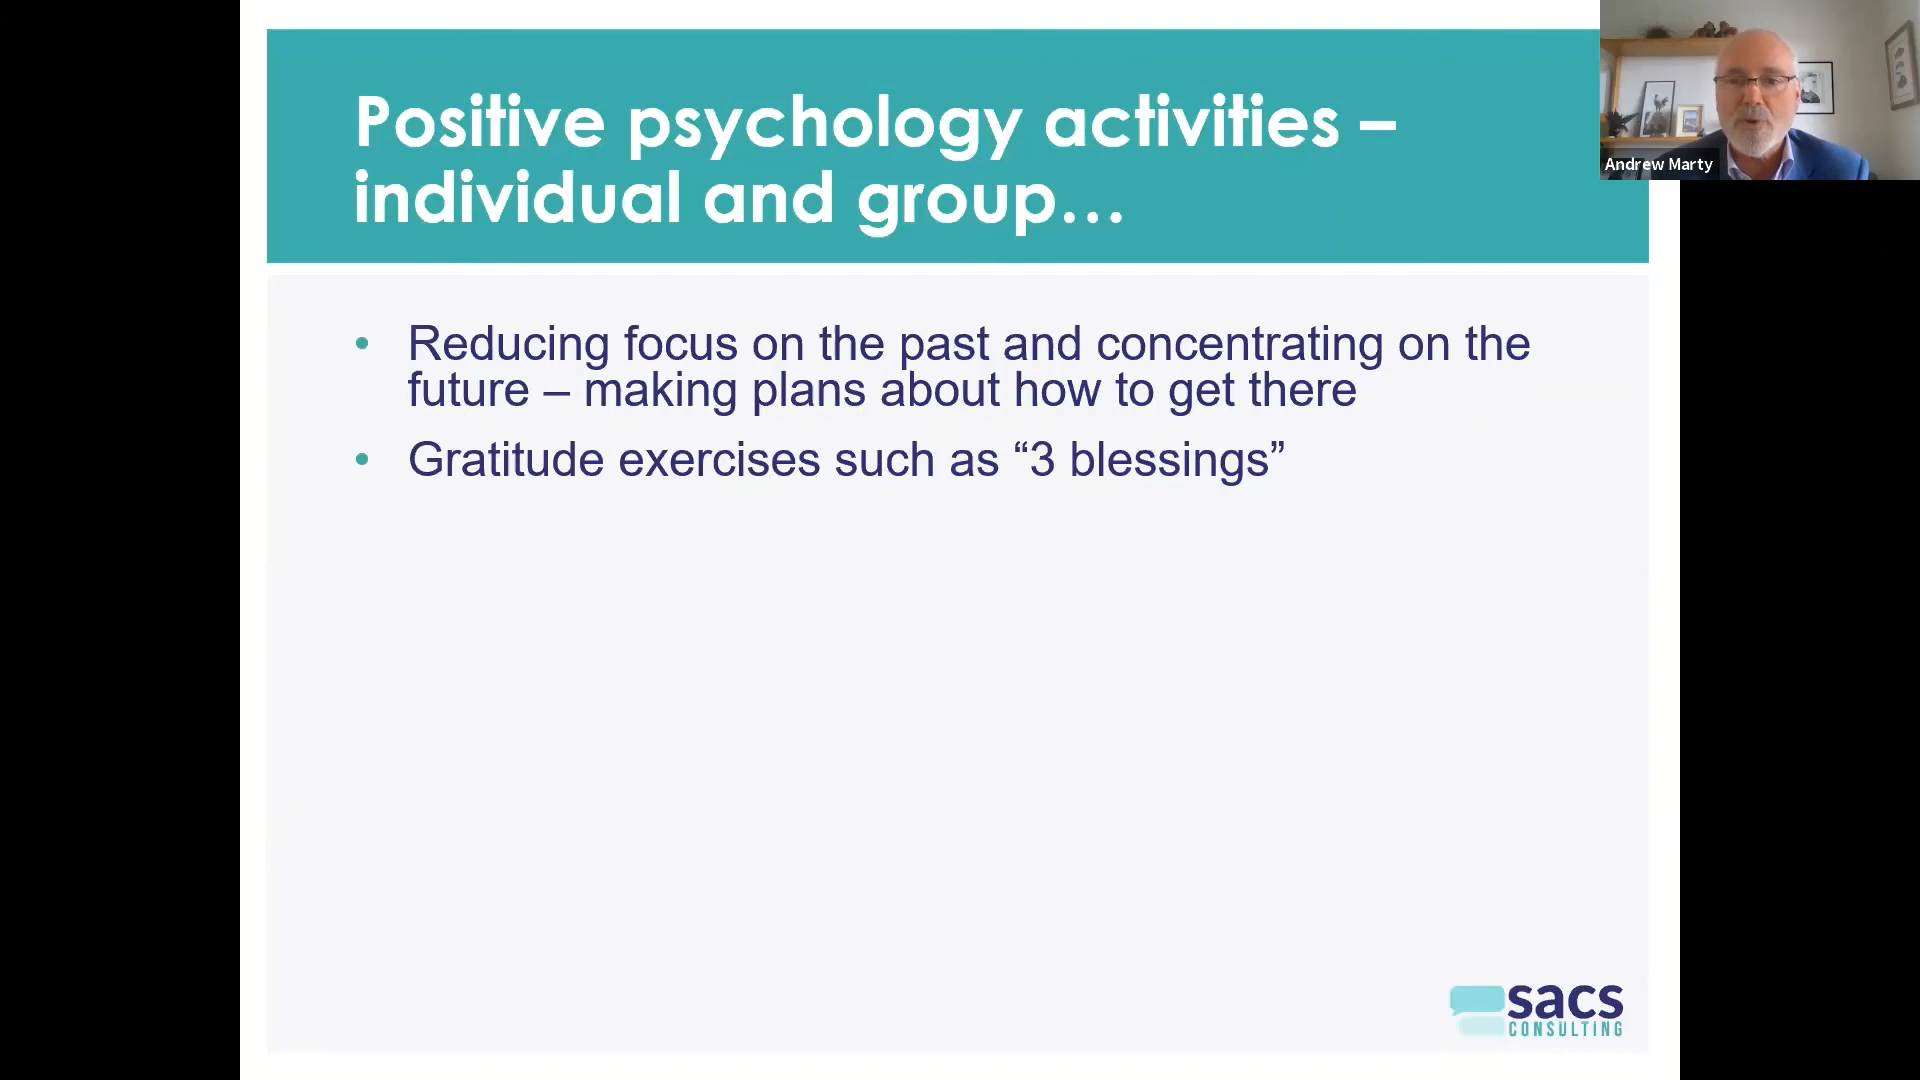 Positive psychology activities –
individual and group…
Andrew Marty
• Reducing focus on the past and concentrating on the
future – making plans about how to get there
• Gratitude exercises such as “3 blessings”
sacs
CONSULTING